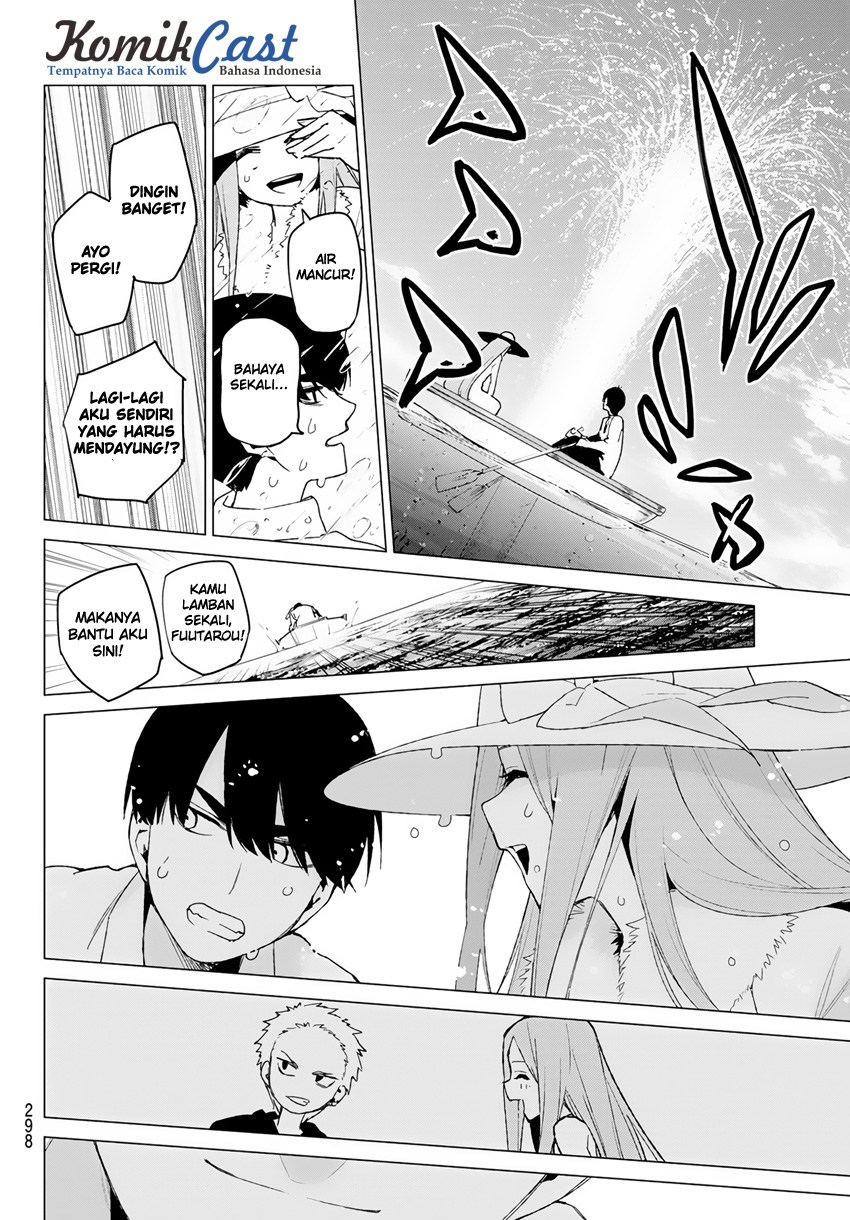 KomikCast
Tempatnya Baca Komik Bahasa Indonesia
AIR
MANCUR!
BAHAYA
SEKALI...
DINGIN
BANGET!
AYO
PERGI!
LAGI-LAGI
AKU SENDIRI
YANG HARUS
MENDAYUNG!?
KAMU
LAMBAN
SEKALI,
FUUTAROU!
MAKANYA
BANTU AKU
SINI!
298